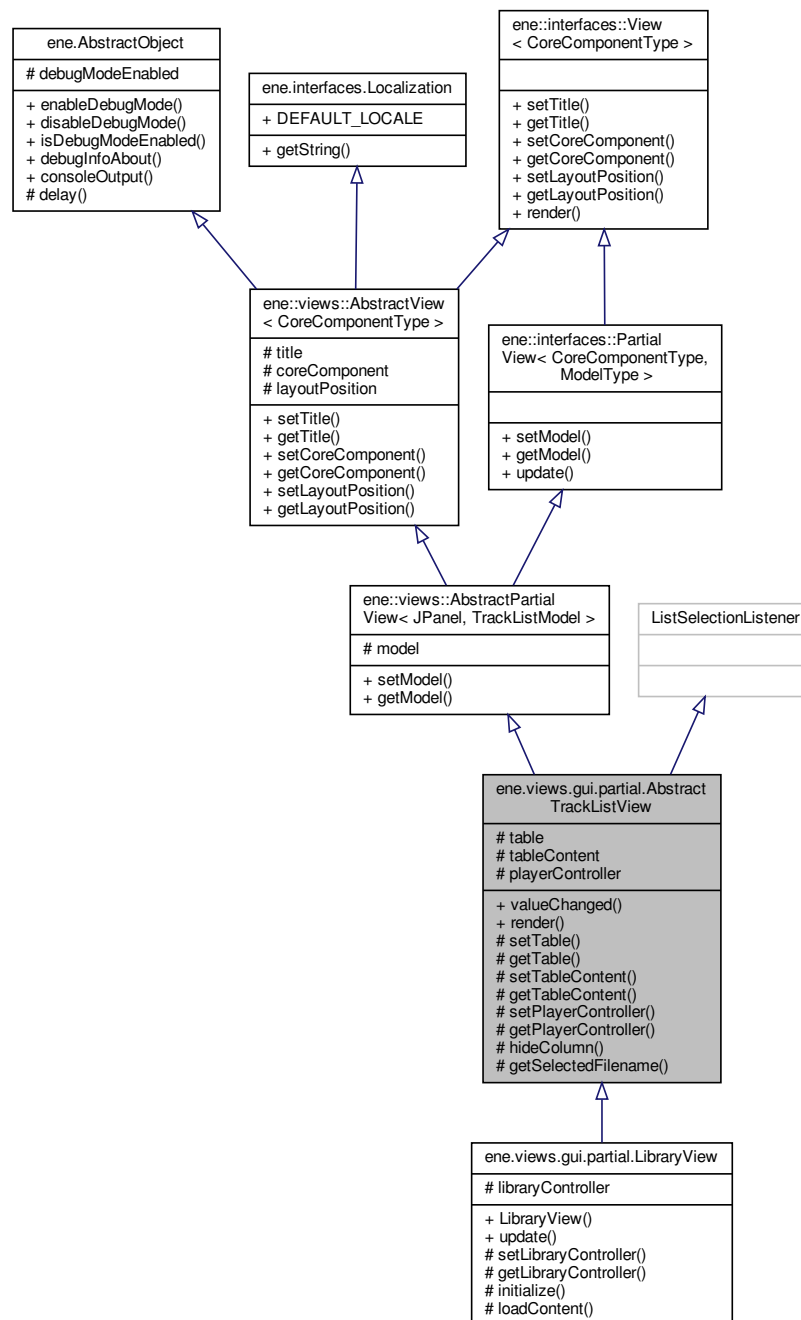 ene.AbstractObject
# debugModeEnabled
+ enableDebugMode()
+ disableDebugMode()
+ isDebugModeEnabled()
+ debugInfoAbout()
+ consoleOutput()
# delay()
ene.interfaces.Localization
+ DEFAULT_LOCALE
+ getString()
ene::interfaces::View
< CoreComponentType >
+ setTitle()
+ getTitle()
+ setCoreComponent()
+ getCoreComponent()
+ setLayoutPosition()
+ getLayoutPosition()
+ render()
ene::views::AbstractView
< CoreComponentType >
# title
# coreComponent
# layoutPosition
+ setTitle()
+ getTitle()
+ setCoreComponent()
+ getCoreComponent()
+ setLayoutPosition()
+ getLayoutPosition()
ene::interfaces::Partial
View< CoreComponentType,
ModelType >
+ setModel()
+ getModel()
+ update()
ene::views::AbstractPartial
View< JPanel, TrackListModel >
# model
+ setModel()
+ getModel()
ListSelectionListener
ene.views.gui.partial.Abstract
TrackListView
# table
# tableContent
# playerController
+ valueChanged()
+ render()
# setTable()
# getTable()
# setTableContent()
# getTableContent()
# setPlayerController()
# getPlayerController()
# hideColumn()
# getSelectedFilename()
ene.views.gui.partial.LibraryView
# libraryController
+ LibraryView()
+ update()
# setLibraryController()
# getLibraryController()
# initialize()
# loadContent()